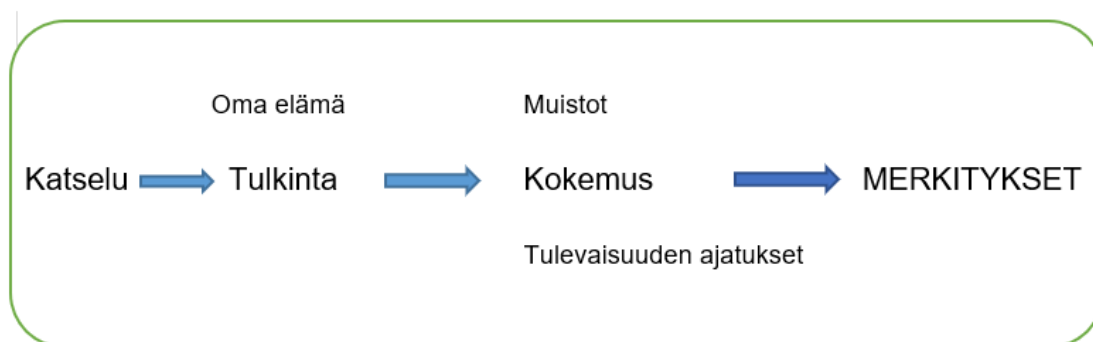 Oma elämä Muistot
Katselu Tulkinta Kokemus MERKITYKSET
Tulevaisuuden ajatukset